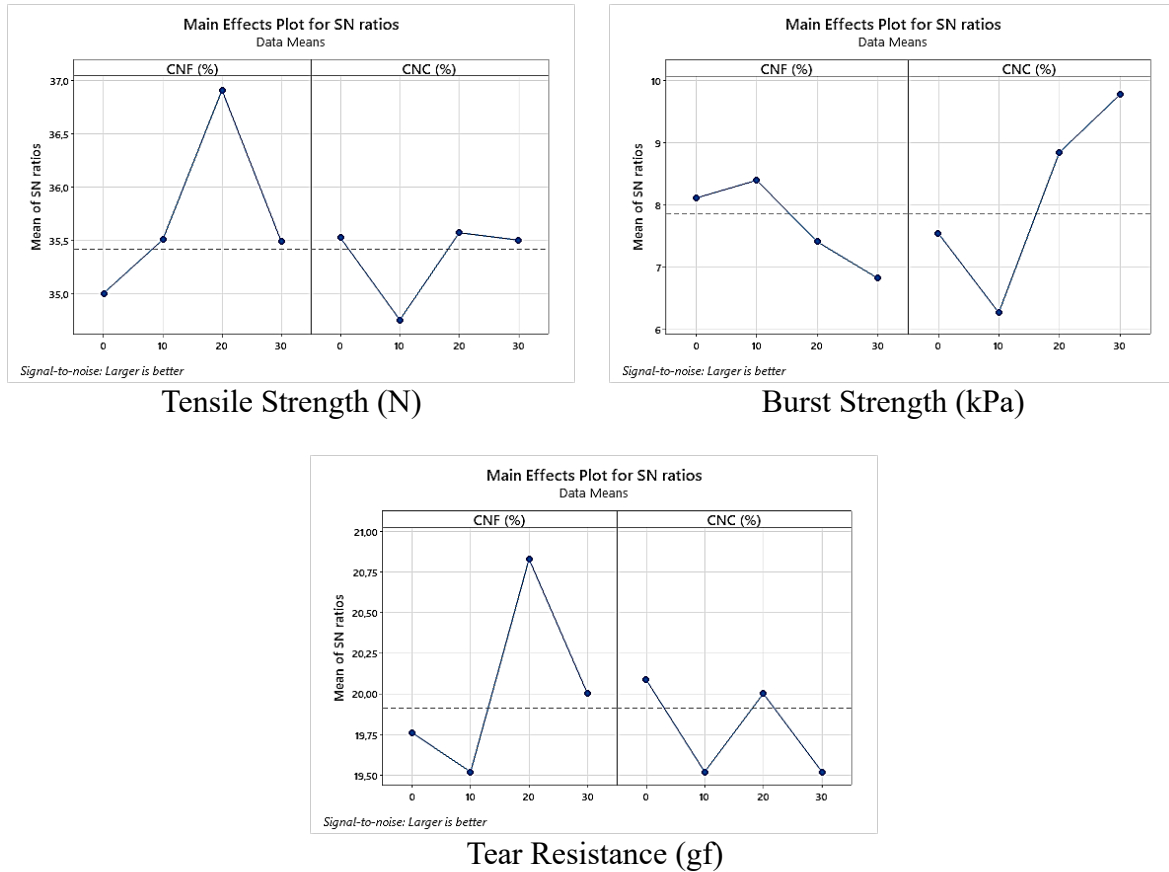 Main Effects Plot for SN ratios
Data Means
CNF (%) CNC (%)
Mean of SN ratios
37,0
36,5
36,0
35,5
35,0
0 10 20 30 0 10 20 30
Signal-to-noise: Larger is better
Tensile Strength (N)
Main Effects Plot for SN ratios
Data Means
CNF (%) CNC (%)
Mean of SN ratios
10
9
8
7
6
0 10 20 30 0 10 20 30
Signal-to-noise: Larger is better
Burst Strength (kPa)
Main Effects Plot for SN ratios
Data Means
CNF (%) CNC (%)
Mean of SN ratios
21,00
20,75
20,50
20,25
20,00
19,75
19,50
0 10 20 30 0 10 20 30
Signal-to-noise: Larger is better
Tear Resistance (gf)